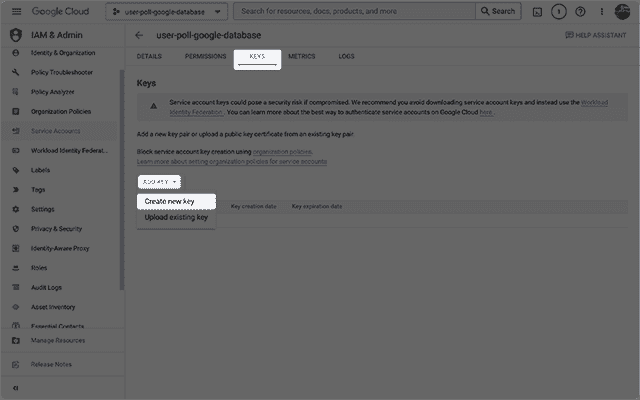 Google Cloud
user-poll-google-database
Search for resources, docs, products, and more
Search
IAM & Admin
user-poll-google-database
HELP ASSISTANT
Identity & Organization
Policy Troubleshooter
Policy Analyzer
Organization Policies
Service Accounts
Workload Identity Federat...
Labels
Tags
Settings
Privacy & Security
Identity-Aware Proxy
Roles
Audit Logs
Asset Inventory
Essential Contacts
Manage Resources
Release Notes
DETAILS
PERMISSIONS
KEYS
METRICS
LOGS
Keys
Service account keys could pose a security risk if compromised. We recommend you avoid downloading service account keys and instead use the Workload
Identity Federation . You can learn more about the best way to authenticate service accounts on Google Cloud here .
Add a new key pair or upload a public key certificate from an existing key pair.
Block service account key creation using organization policies.
Learn more about setting organization policies for service accounts
ADD KEY
Create new key
Upload existing key
Key creation date
Key expiration date